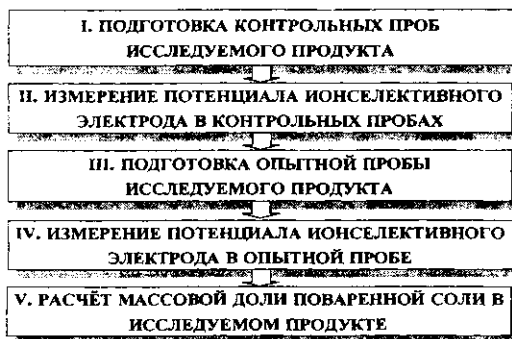 I. ПОДГОТОВКА КОНТРОЛЬНЫХ ПРОБ
ИССЛЕДУЕМОГО ПРОДУКТА
II. ИЗМЕРЕНИЕ ПОТЕНЦИАЛА ИОНСЕЛЕКТИВНОГО
ЭЛЕКТРОДА В КОНТРОЛЬНЫХ ПРОБАХ
III. ПОДГОТОВКА ОПЫТНОЙ ПРОБЫ
ИССЛЕДУЕМОГО ПРОДУКТА
IV. ИЗМЕРЕНИЕ ПОТЕНЦИАЛА ИОНСЕЛЕКТИВНОГО
ЭЛЕКТРОДА В ОПЫТНОЙ ПРОБЕ
V. РАСЧЁТ МАССОВОЙ ДОЛИ ПОВАРЕННОЙ СОЛИ В
ИССЛЕДУЕМОМ ПРОДУКТЕ